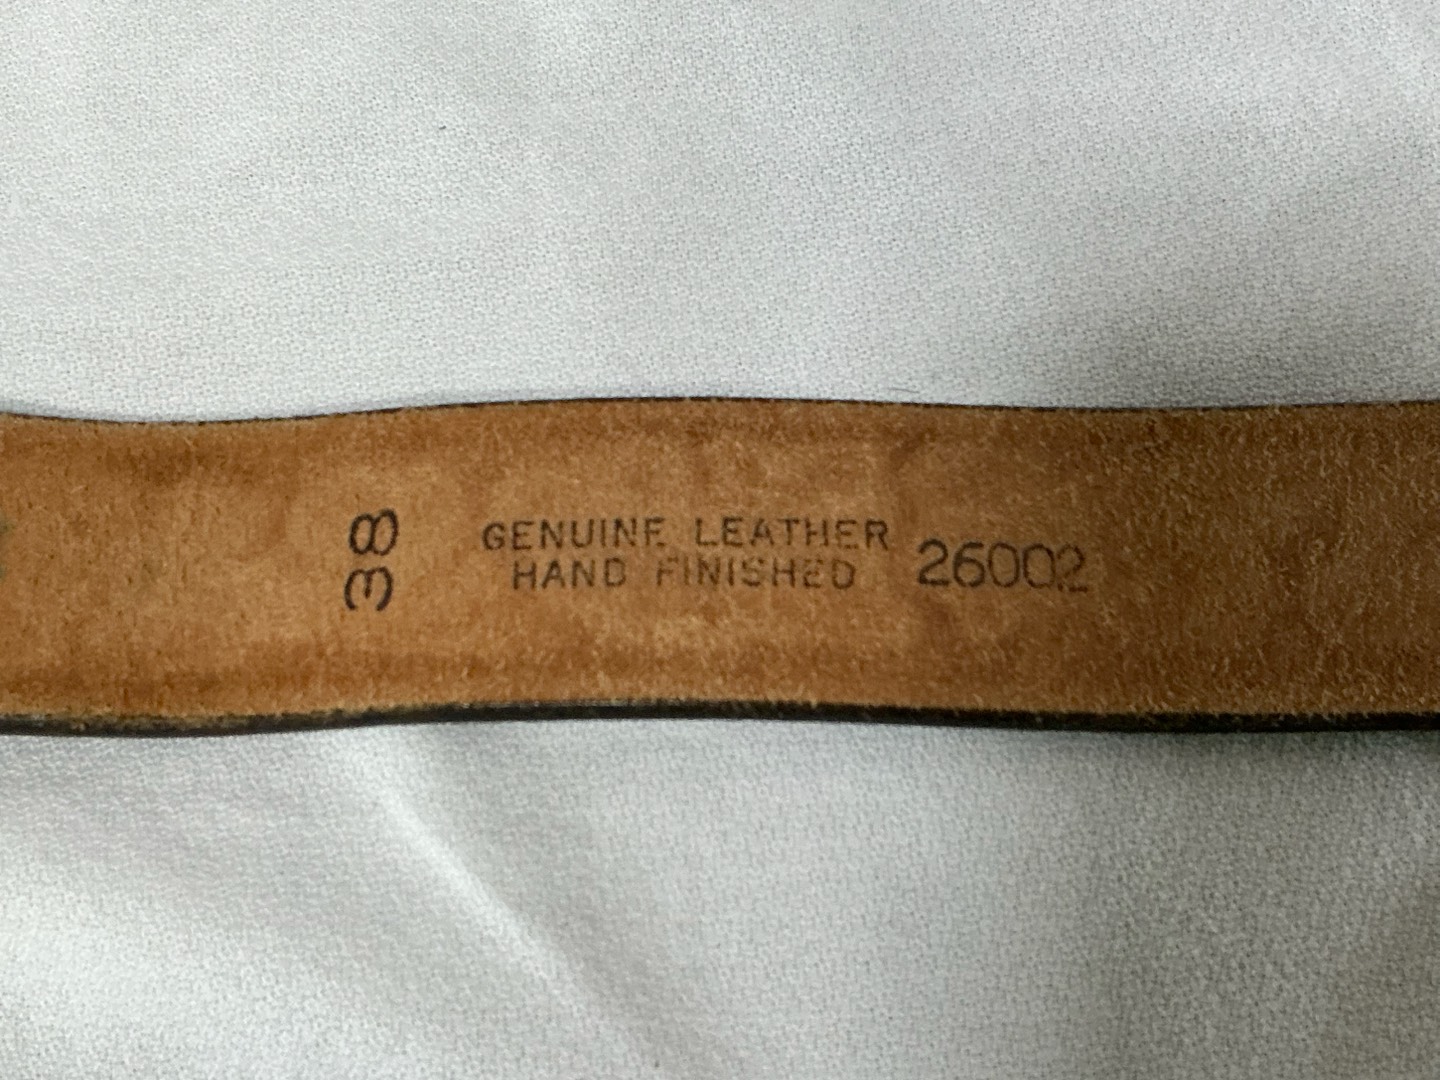 38
GENUINE LEATHER
HAND FINISHED
26002